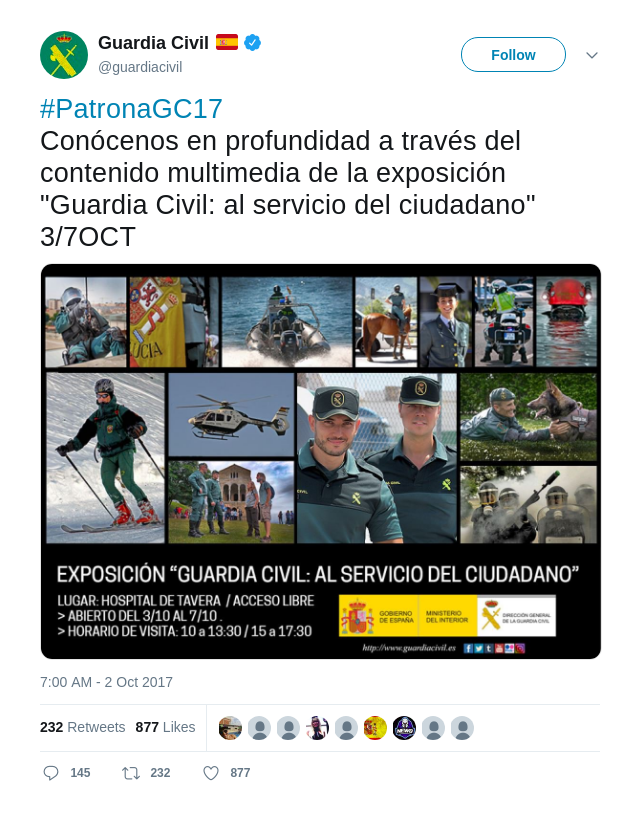 Guardia Civil
@guardiacivil
Follow
#PatronaGC17
Conócenos en profundidad a través del
contenido multimedia de la exposición
"Guardia Civil: al servicio del ciudadano"
3/7OCT
EXPOSICIÓN “GUARDIA CIVIL: AL SERVICIO DEL CIUDADANO”
LUGAR: HOSPITAL DE TAVERA / ACCESO LIBRE
> ABIERTO DEL 3/10 AL 7/10 .
> HORARIO DE VISITA: 10 a 13:30 / 15 a 17:30
GOBIERNO
DE ESPAÑA
MINISTERIO
DEL INTERIOR
DIRECCIÓN GENERAL
DE LA GUARDIA CIVIL
http://www.guardiacivil.es
7:00 AM - 2 Oct 2017
232 Retweets 877 Likes
145 232 877